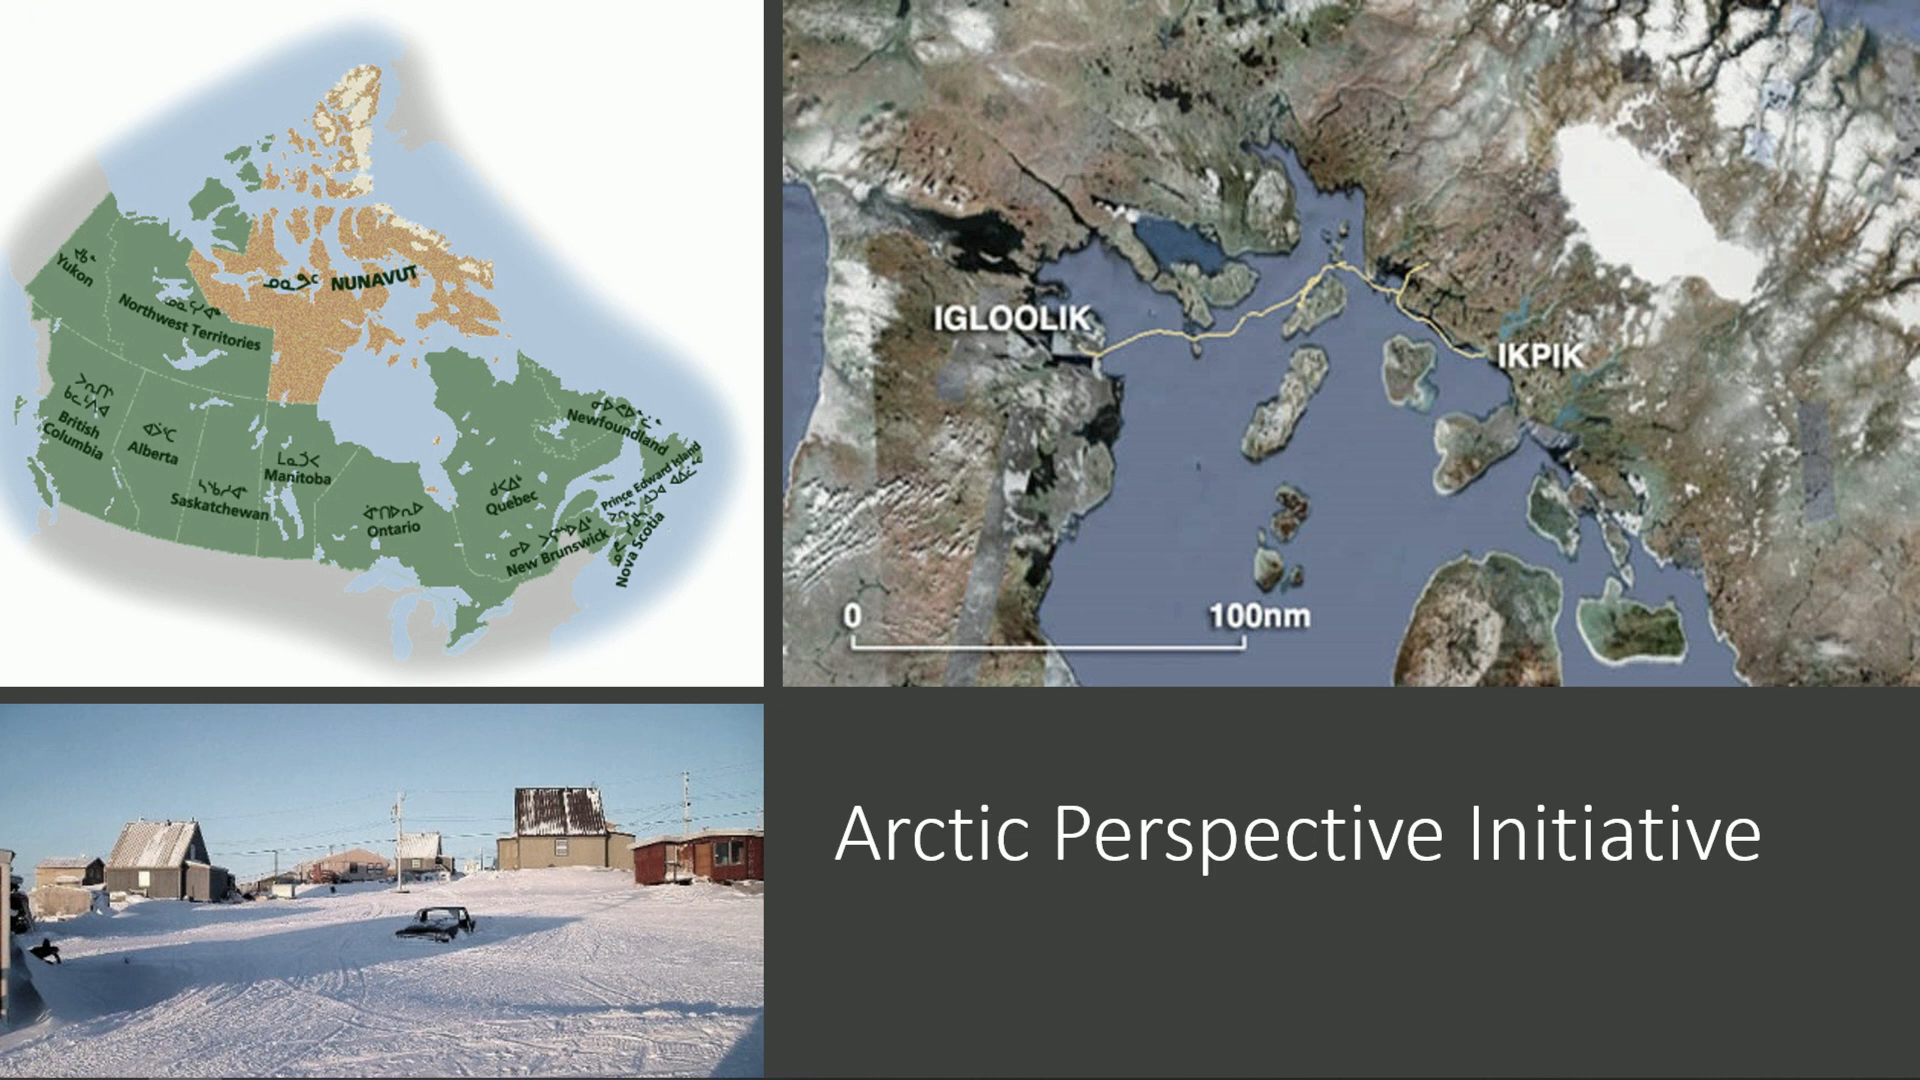 ᓄᓇᕗᑦ NUNAVUT
Yukon
Northwest Territories
British
Columbia
Alberta
Saskatchewan
Manitoba
Ontario
Quebec
Newfoundland
Prince Edward Island
New Brunswick
Nova Scotia
IGLOOLIK
IKPIK
0
100nm
Arctic Perspective Initiative